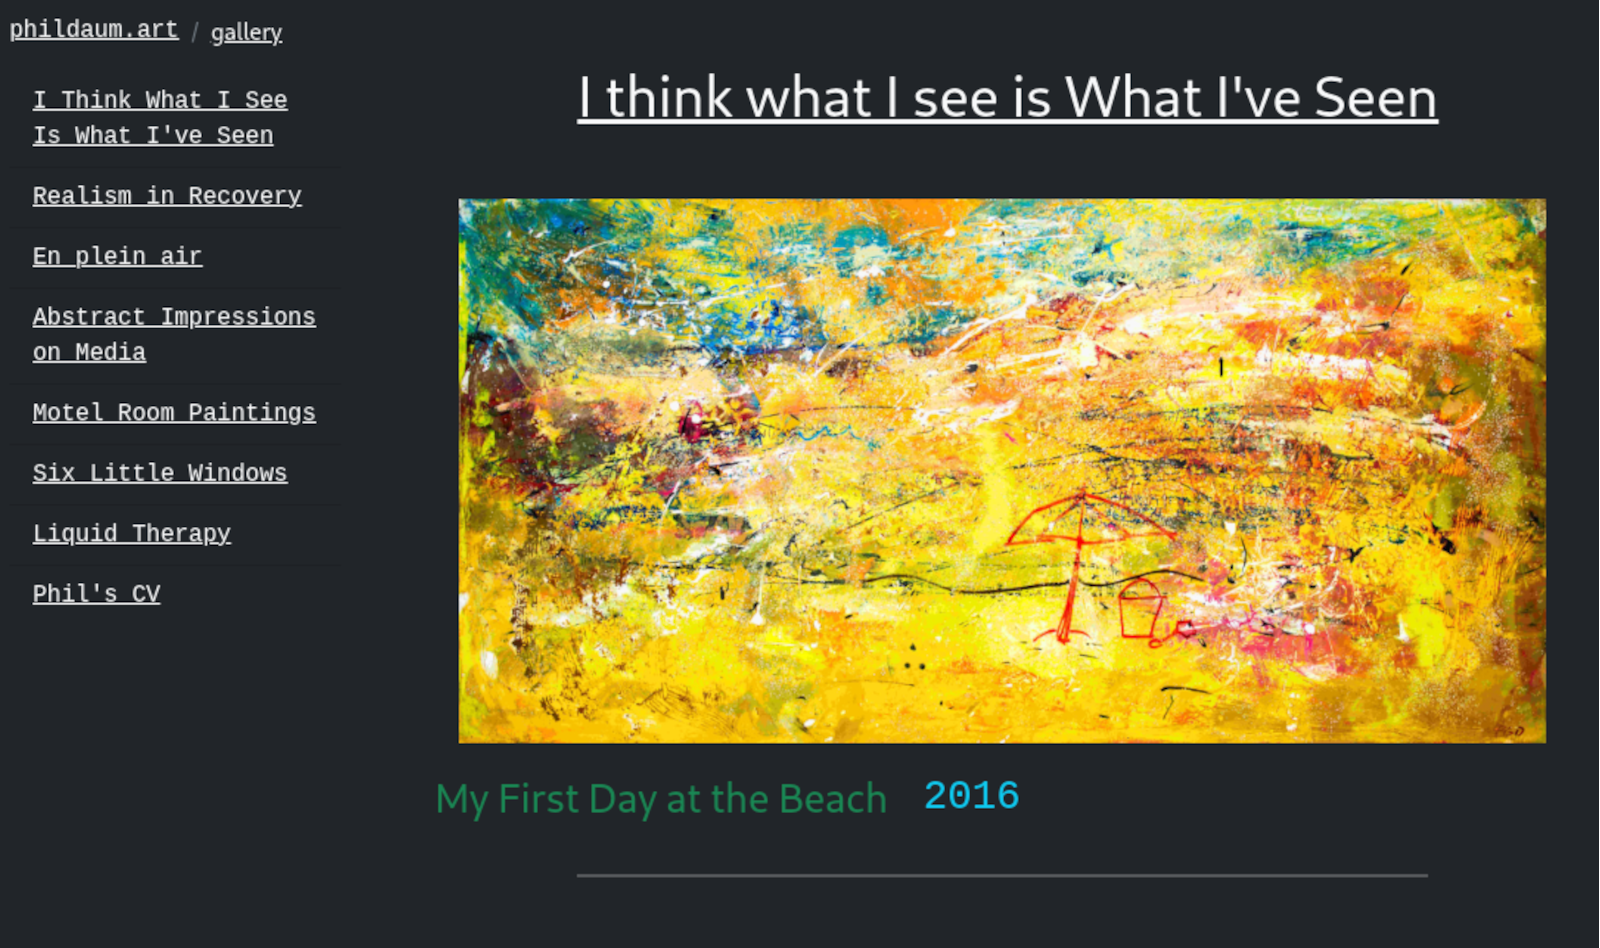 phildaum.art / gallery
I Think What I See
Is What I've Seen
Realism in Recovery
En plein air
Abstract Impressions
on Media
Motel Room Paintings
Six Little Windows
Liquid Therapy
Phil's CV
I think what I see is What I've Seen
My First Day at the Beach 2016